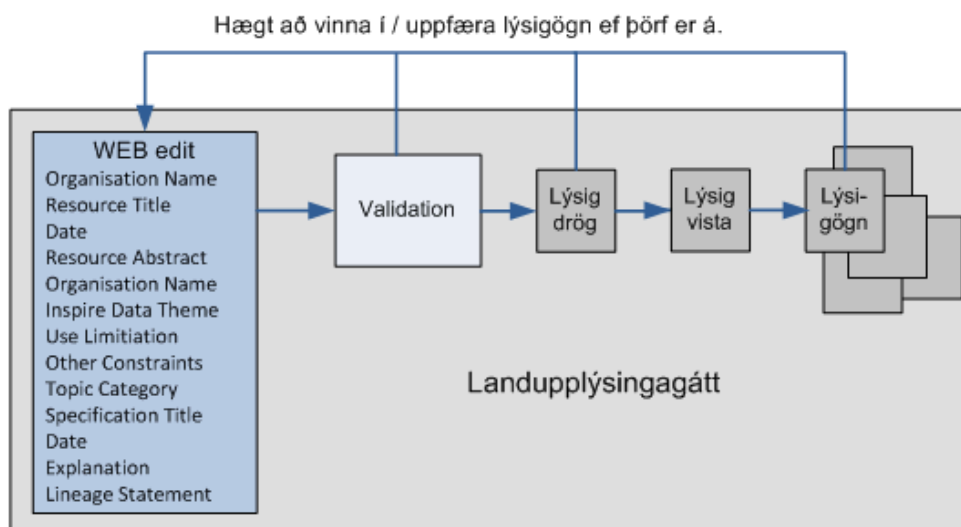 Hægt að vinna í / uppfæra lýsigögn ef þörf er á.
WEB edit
Organisation Name
Resource Title
Date
Resource Abstract
Organisation Name
Inspire Data Theme
Use Limitiation
Other Constraints
Topic Category
Specification Title
Date
Explanation
Lineage Statement
Validation
Lýsig
drög
Lýsig
vista
Lýsi-
gögn
Landupplýsingagátt